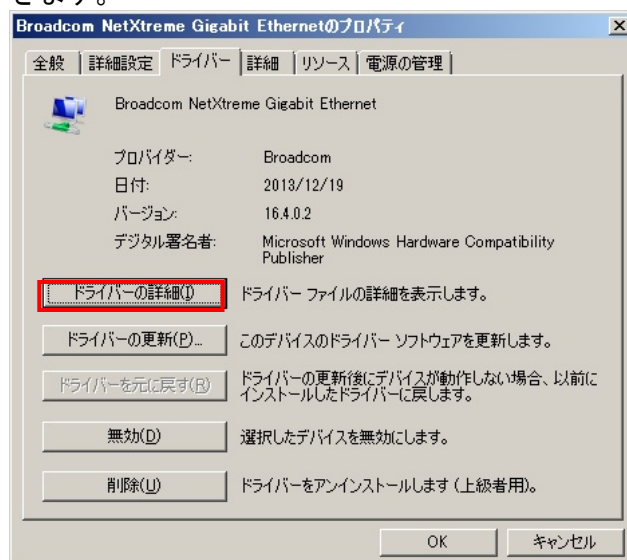 きます。
Broadcom NetXtreme Gigabit Ethernetのプロパティ
全般 詳細設定 ドライバー 詳細 リソース 電源の管理
Broadcom NetXtreme Gigabit Ethernet
プロバイダー: Broadcom
日付: 2013/12/19
バージョン: 16.4.0.2
デジタル署名者: Microsoft Windows Hardware Compatibility
Publisher
ドライバーの詳細(I) ドライバー ファイルの詳細を表示します。
ドライバーの更新(P)... このデバイスのドライバー ソフトウェアを更新します。
ドライバーを元に戻す(R) ドライバーの更新後にデバイスが動作しない場合、以前に
インストールしたドライバーに戻します。
無効(D) 選択したデバイスを無効にします。
削除(U) ドライバーをアンインストールします (上級者用)。
OK キャンセル